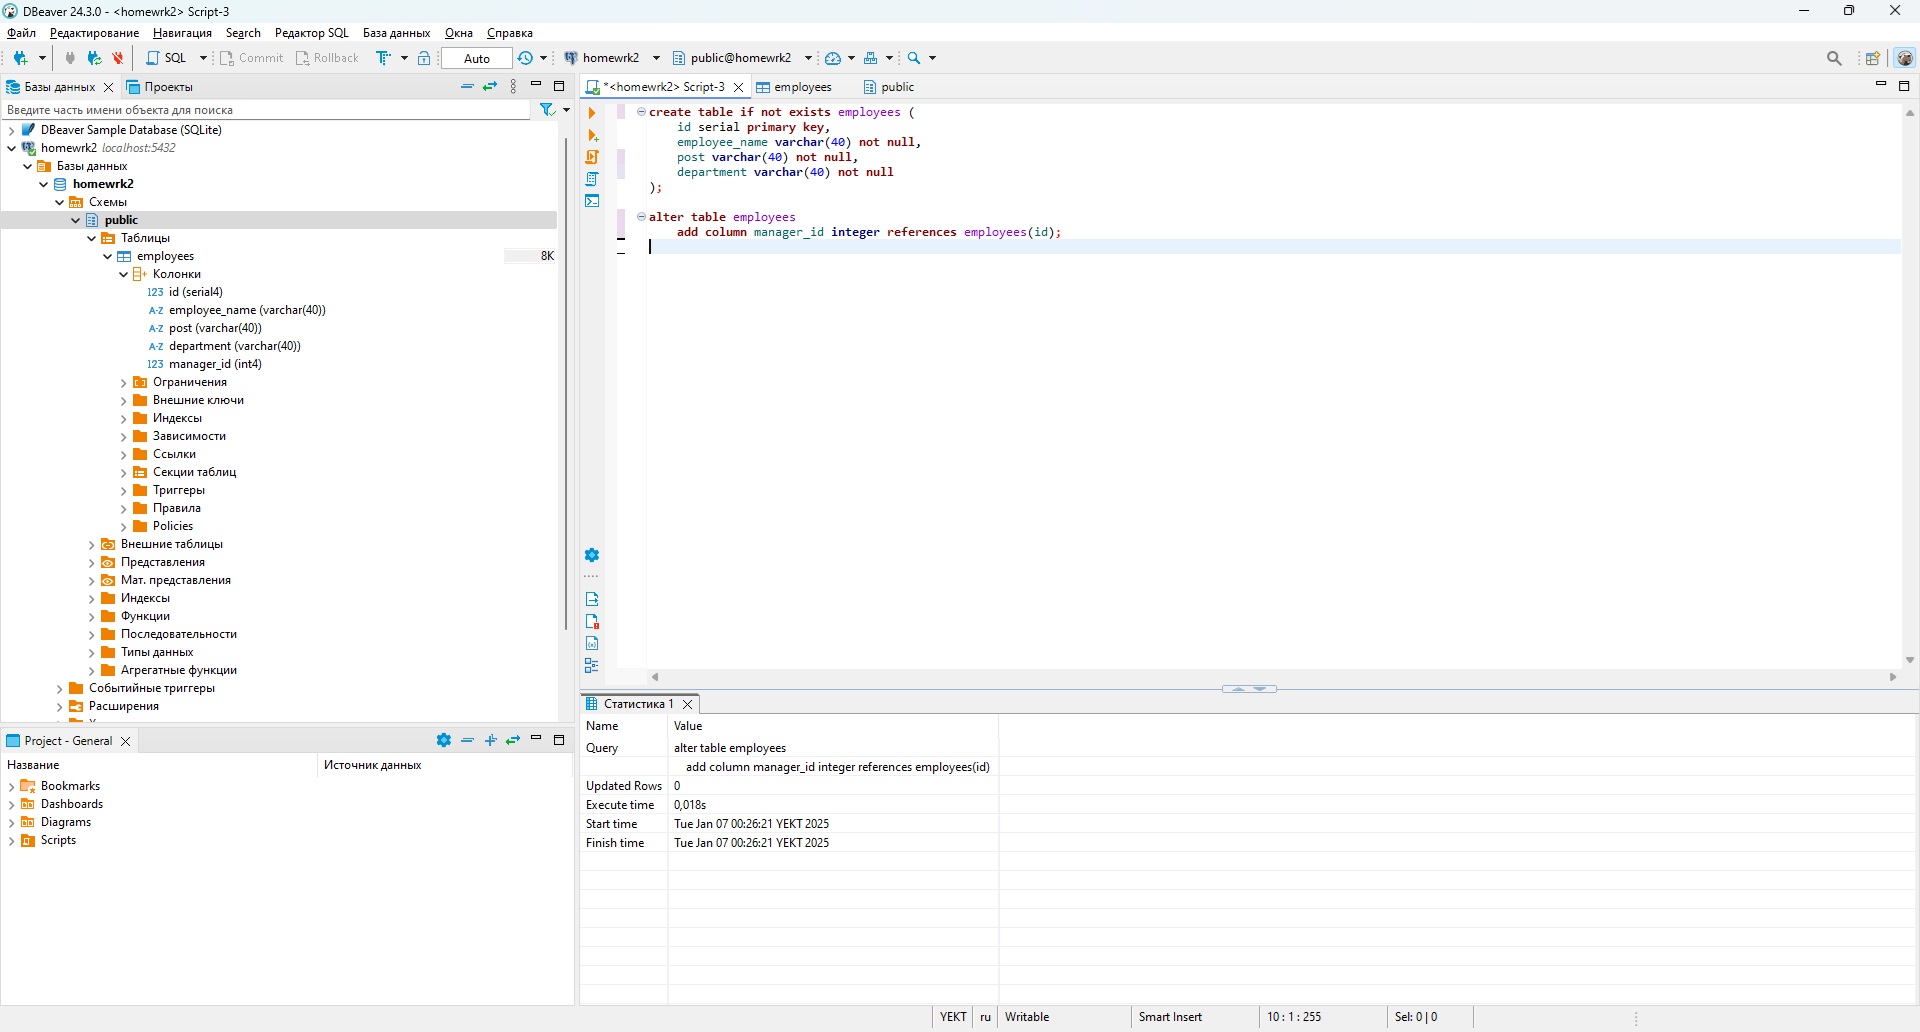 DBeaver 24.3.0 - <homewrk2> Script-3
Файл Редактирование Навигация Search Редактор SQL База данных Окна Справка
SQL Commit Rollback Auto homewrk2 public@homewrk2
Базы данных Проекты
Введите часть имени объекта для поиска
DBeaver Sample Database (SQLite)
homewrk2 localhost:5432
Базы данных
homewrk2
Схемы
public
Таблицы
employees 8K
Колонки
123 id (serial4)
A-Z employee_name (varchar(40))
A-Z post (varchar(40))
A-Z department (varchar(40))
123 manager_id (int4)
Ограничения
Внешние ключи
Индексы
Зависимости
Ссылки
Секции таблиц
Триггеры
Правила
Policies
Внешние таблицы
Представления
Мат. представления
Индексы
Функции
Последовательности
Типы данных
Агрегатные функции
Событийные триггеры
Расширения
Project - General
Название Источник данных
Bookmarks
Dashboards
Diagrams
Scripts
*<homewrk2> Script-3 employees public
create table if not exists employees (
id serial primary key,
employee_name varchar(40) not null,
post varchar(40) not null,
department varchar(40) not null
);
alter table employees
add column manager_id integer references employees(id);
Статистика 1
Name Value
Query alter table employees
add column manager_id integer references employees(id)
Updated Rows 0
Execute time 0,018s
Start time Tue Jan 07 00:26:21 YEKT 2025
Finish time Tue Jan 07 00:26:21 YEKT 2025
YEKT ru Writable Smart Insert 10 : 1 : 255 Sel: 0 | 0